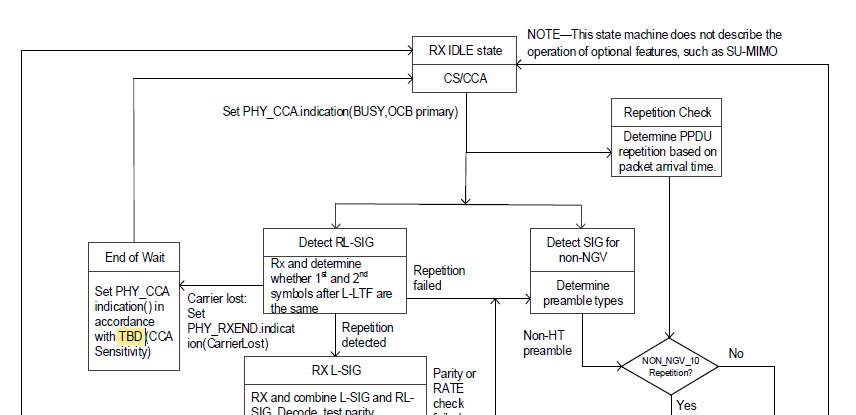 NOTE—This state machine does not describe the
operation of optional features, such as SU-MIMO
RX IDLE state
CS/CCA
Set PHY_CCA.indication(BUSY,OCB primary)
Repetition Check
Determine PPDU
repetition based on
packet arrival time.
End of Wait
Set PHY_CCA
indication() in
accordance
with TBD (CCA
Sensitivity)
Detect RL-SIG
Rx and determine
whether 1st and 2nd
symbols after L-LTF are
the same
Detect SIG for
non-NGV
Determine
preamble types
Carrier lost:
Set
PHY_RXEND.indicat
ion(CarrierLost)
Repetition
failed
Repetition
detected
Non-HT
preamble
NON_NGV_10
Repetition?
No
Yes
RX L-SIG
RX and combine L-SIG and RL-
SIG. Decode, test parity
Parity or
RATE
check